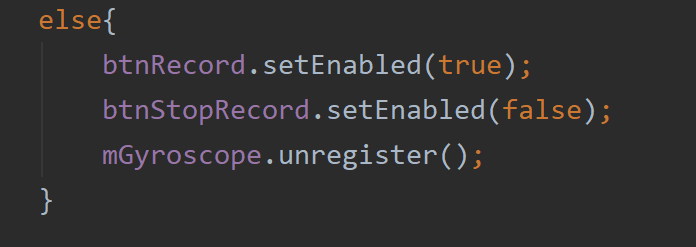 else{
btnRecord.setEnabled(true);
btnStopRecord.setEnabled(false);
mGyroscope.unregister();
}